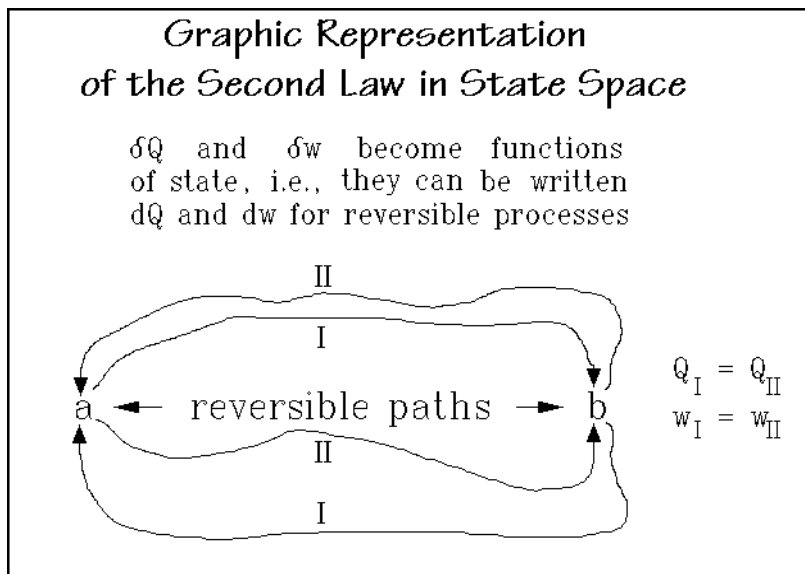 Graphic Representation
of the Second Law in State Space
δQ and δw become functions
of state, i.e., they can be written
dQ and dw for reversible processes
II
I
a reversible paths b
Q_I = Q_II
w_I = w_II
II
I